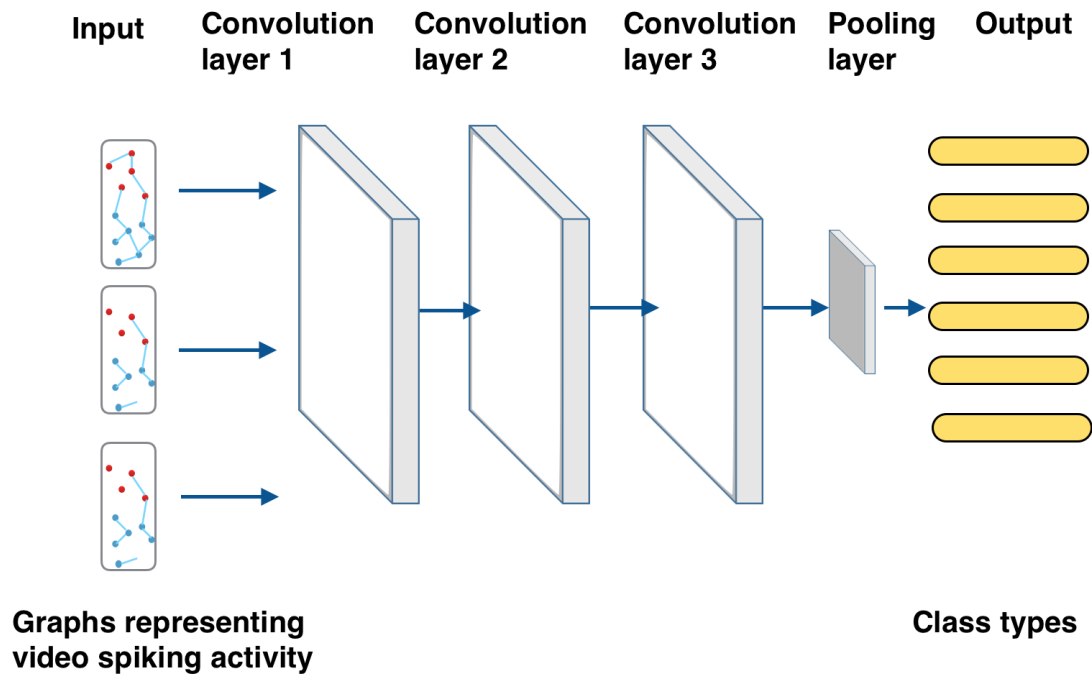 Input
Convolution
layer 1
Convolution
layer 2
Convolution
layer 3
Pooling
layer
Output
Graphs representing
video spiking activity
Class types